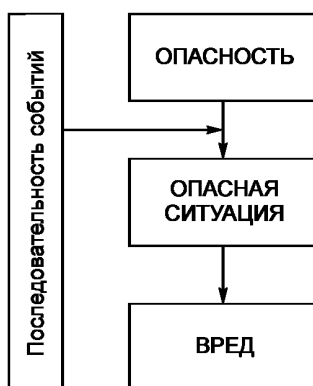 Последовательность событий
ОПАСНОСТЬ
ОПАСНАЯ
СИТУАЦИЯ
ВРЕД